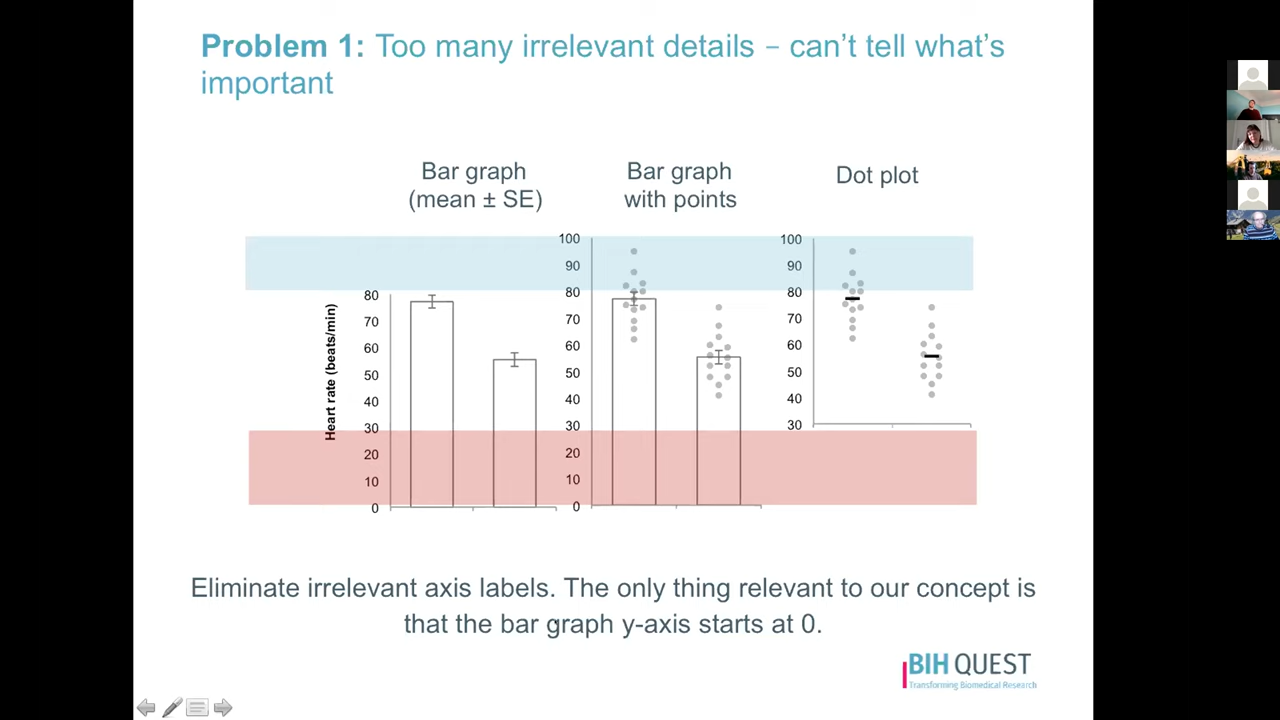 Problem 1: Too many irrelevant details – can't tell what's
important
Bar graph
(mean ± SE)
Bar graph
with points
Dot plot
Heart rate (beats/min)
80
70
60
50
40
30
20
10
0
100
90
80
70
60
50
40
30
20
10
0
100
90
80
70
60
50
40
30
Eliminate irrelevant axis labels. The only thing relevant to our concept is
that the bar graph y-axis starts at 0.
BIH QUEST
Transforming Biomedical Research